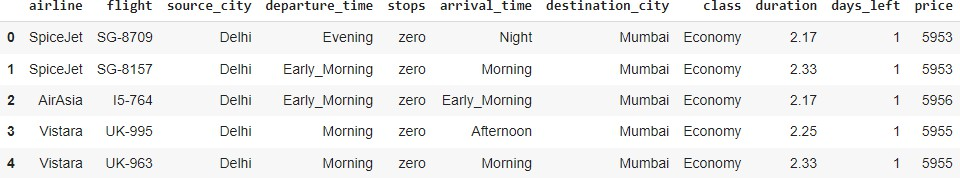 airline flight source_city departure_time stops arrival_time destination_city class duration days_left price
0 SpiceJet SG-8709 Delhi Evening zero Night Mumbai Economy 2.17 1 5953
1 SpiceJet SG-8157 Delhi Early_Morning zero Morning Mumbai Economy 2.33 1 5953
2 AirAsia I5-764 Delhi Early_Morning zero Early_Morning Mumbai Economy 2.17 1 5956
3 Vistara UK-995 Delhi Morning zero Afternoon Mumbai Economy 2.25 1 5955
4 Vistara UK-963 Delhi Morning zero Morning Mumbai Economy 2.33 1 5955